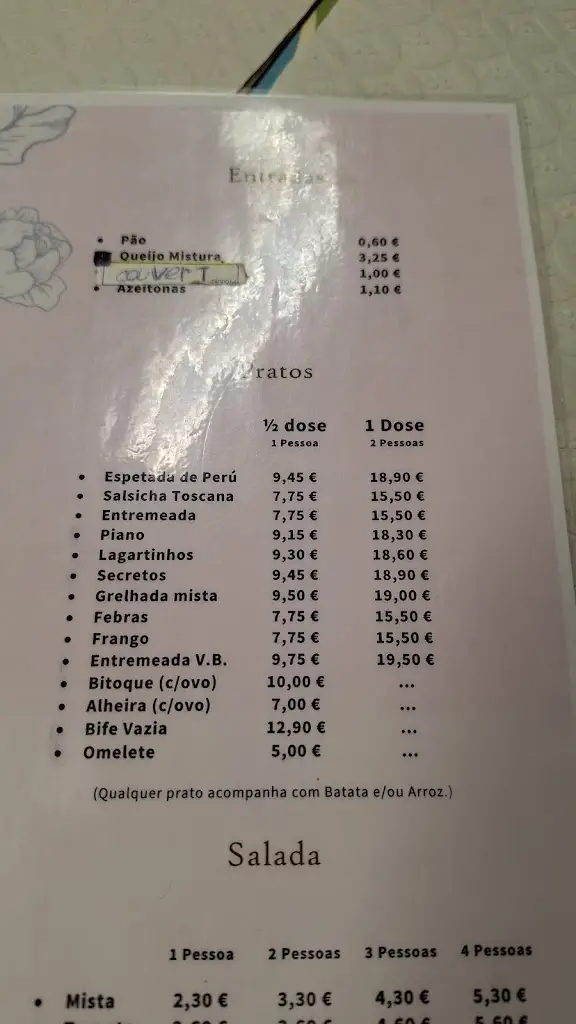 Entradas
• Pão 0,60 €
Queijo Mistura 3,25 €
couvert 1,00 €
• Azeitonas 1,10 €
Pratos
½ dose 1 Dose
1 Pessoa 2 Pessoas
• Espetada de Perú 9,45 € 18,90 €
• Salsicha Toscana 7,75 € 15,50 €
• Entremeada 7,75 € 15,50 €
• Piano 9,15 € 18,30 €
• Lagartinhos 9,30 € 18,60 €
• Secretos 9,45 € 18,90 €
• Grelhada mista 9,50 € 19,00 €
• Febras 7,75 € 15,50 €
• Frango 7,75 € 15,50 €
• Entremeada V.B. 9,75 € 19,50 €
• Bitoque (c/ovo) 10,00 € ...
• Alheira (c/ovo) 7,00 € ...
• Bife Vazia 12,90 € ...
• Omelete 5,00 € ...
(Qualquer prato acompanha com Batata e/ou Arroz.)
Salada
1 Pessoa 2 Pessoas 3 Pessoas 4 Pessoas
• Mista 2,30 € 3,30 € 4,30 € 5,30 €